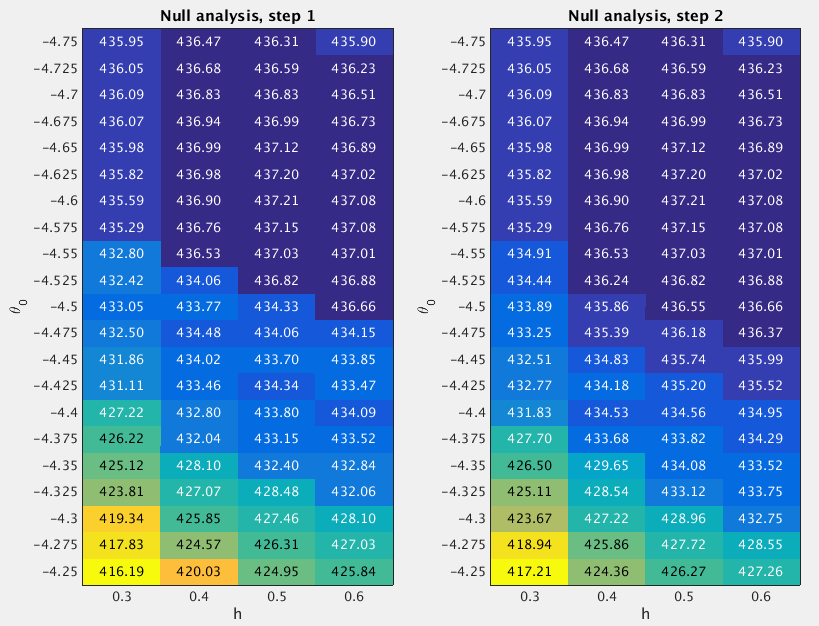 Null analysis, step 1
−4.75 435.95 436.47 436.31 435.90
−4.725 436.05 436.68 436.59 436.23
−4.7 436.09 436.83 436.83 436.51
−4.675 436.07 436.94 436.99 436.73
−4.65 435.98 436.99 437.12 436.89
−4.625 435.82 436.98 437.20 437.02
−4.6 435.59 436.90 437.21 437.08
−4.575 435.29 436.76 437.15 437.08
−4.55 432.80 436.53 437.03 437.01
−4.525 432.42 434.06 436.82 436.88
−4.5 433.05 433.77 434.33 436.66
−4.475 432.50 434.48 434.06 434.15
−4.45 431.86 434.02 433.70 433.85
−4.425 431.11 433.46 434.34 433.47
−4.4 427.22 432.80 433.80 434.09
−4.375 426.22 432.04 433.15 433.52
−4.35 425.12 428.10 432.40 432.84
−4.325 423.81 427.07 428.48 432.06
−4.3 419.34 425.85 427.46 428.10
−4.275 417.83 424.57 426.31 427.03
−4.25 416.19 420.03 424.95 425.84
0.3 0.4 0.5 0.6
h
θ0
Null analysis, step 2
−4.75 435.95 436.47 436.31 435.90
−4.725 436.05 436.68 436.59 436.23
−4.7 436.09 436.83 436.83 436.51
−4.675 436.07 436.94 436.99 436.73
−4.65 435.98 436.99 437.12 436.89
−4.625 435.82 436.98 437.20 437.02
−4.6 435.59 436.90 437.21 437.08
−4.575 435.29 436.76 437.15 437.08
−4.55 434.91 436.53 437.03 437.01
−4.525 434.44 436.24 436.82 436.88
−4.5 433.89 435.86 436.55 436.66
−4.475 433.25 435.39 436.18 436.37
−4.45 432.51 434.83 435.74 435.99
−4.425 432.77 434.18 435.20 435.52
−4.4 431.83 434.53 434.56 434.95
−4.375 427.70 433.68 433.82 434.29
−4.35 426.50 429.65 434.08 433.52
−4.325 425.11 428.54 433.12 433.75
−4.3 423.67 427.22 428.96 432.75
−4.275 418.94 425.86 427.72 428.55
−4.25 417.21 424.36 426.27 427.26
0.3 0.4 0.5 0.6
h
θ0